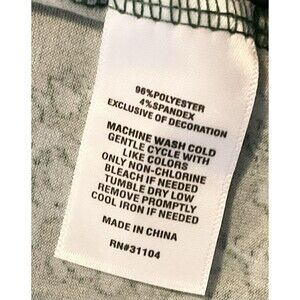 96%POLYESTER
4%SPANDEX
EXCLUSIVE OF DECORATION
MACHINE WASH COLD
GENTLE CYCLE WITH
LIKE COLORS
ONLY NON-CHLORINE
BLEACH IF NEEDED
TUMBLE DRY LOW
REMOVE PROMPTLY
COOL IRON IF NEEDED
MADE IN CHINA
RN#31104